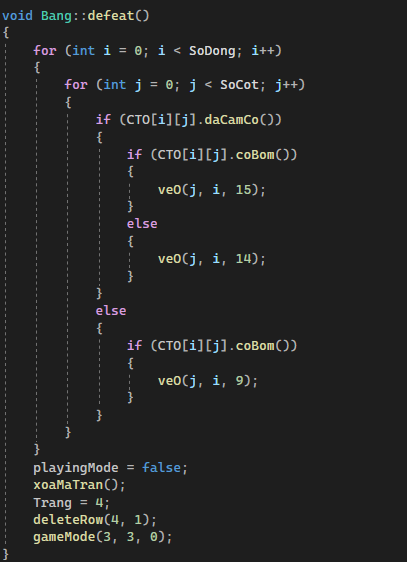 void Bang::defeat()
{
for (int i = 0; i < SoDong; i++)
{
for (int j = 0; j < SoCot; j++)
{
if (CTO[i][j].daCamCo())
{
if (CTO[i][j].coBom())
{
veO(j, i, 15);
}
else
{
veO(j, i, 14);
}
}
else
{
if (CTO[i][j].coBom())
{
veO(j, i, 9);
}
}
}
}
playingMode = false;
xoaMaTran();
Trang = 4;
deleteRow(4, 1);
gameMode(3, 3, 0);
}